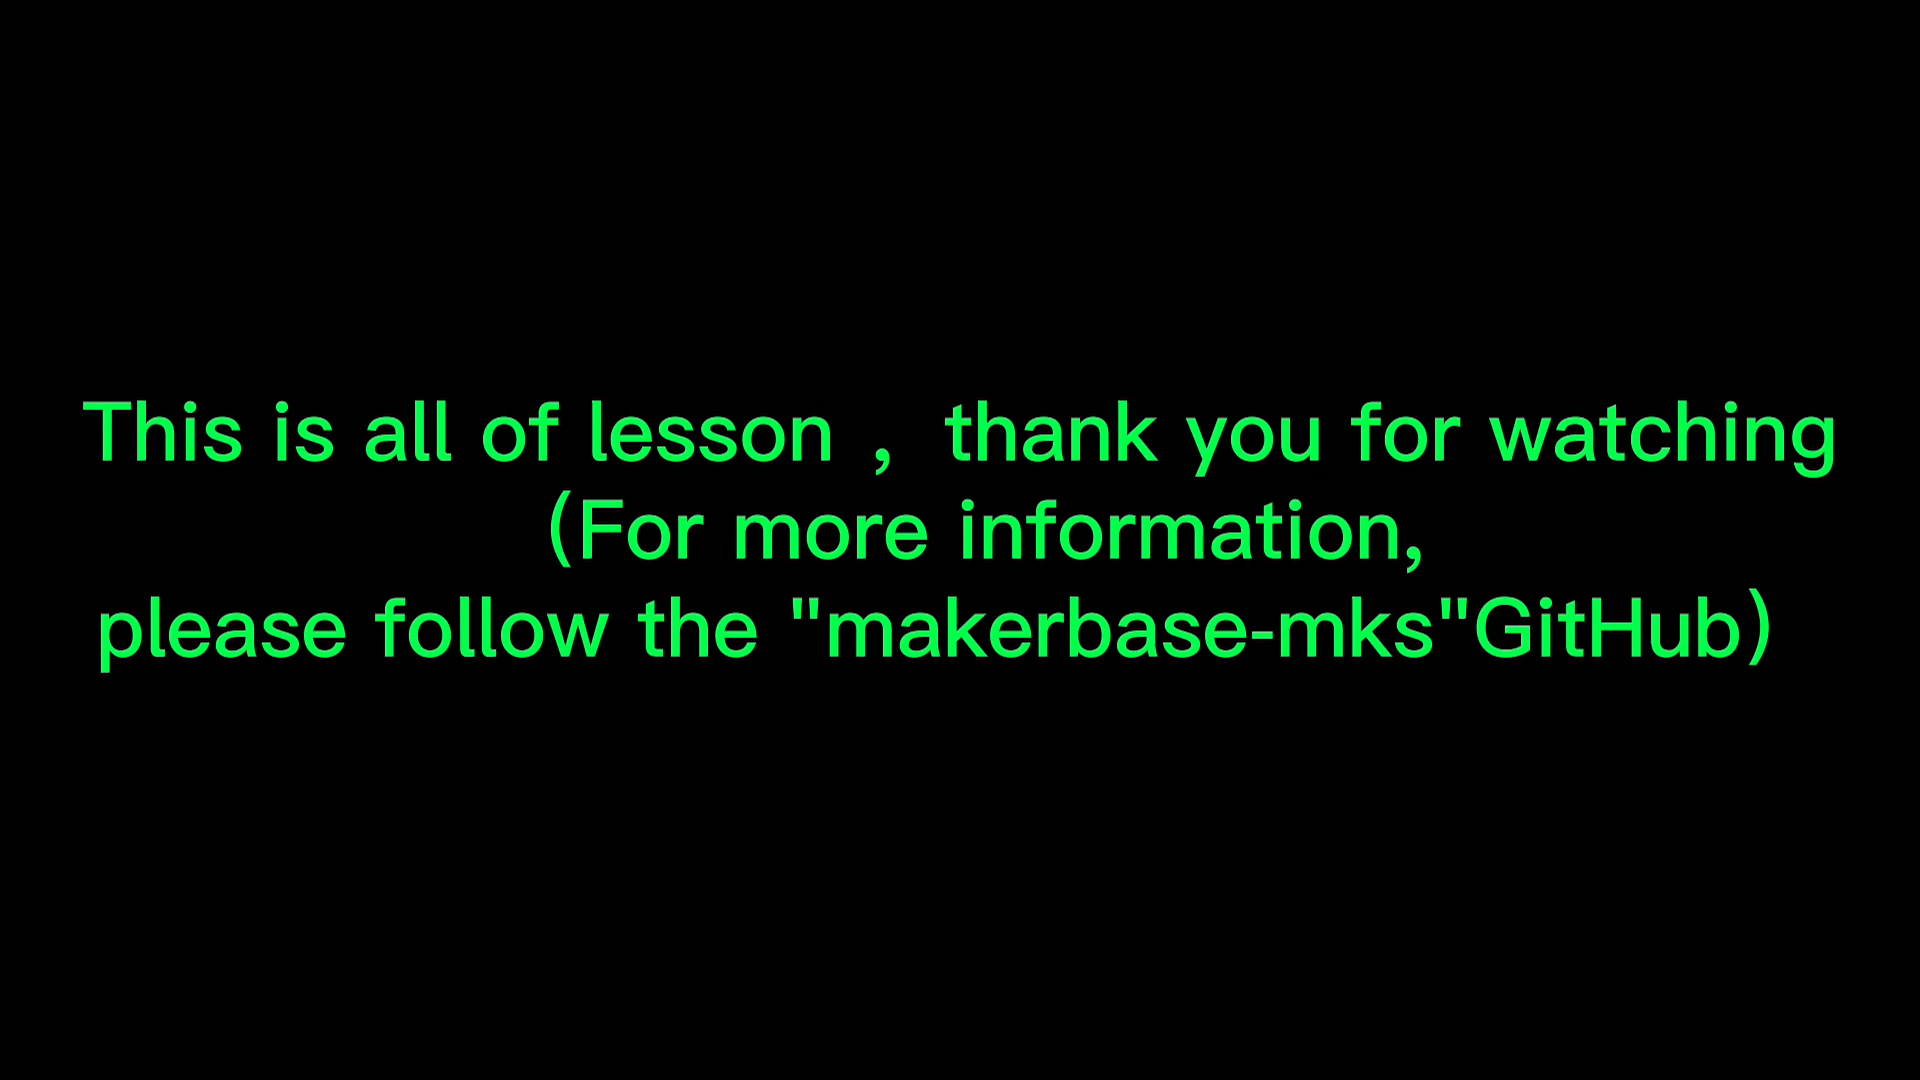 This is all of lesson ，thank you for watching
(For more information,
please follow the "makerbase-mks"GitHub)